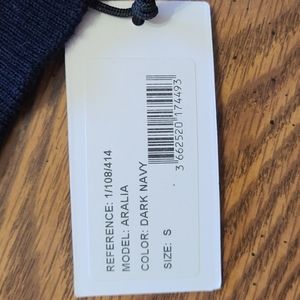 REFERENCE: 1/108/414
MODEL: ARALIA
COLOR: DARK NAVY
SIZE: S
3 662520 174493